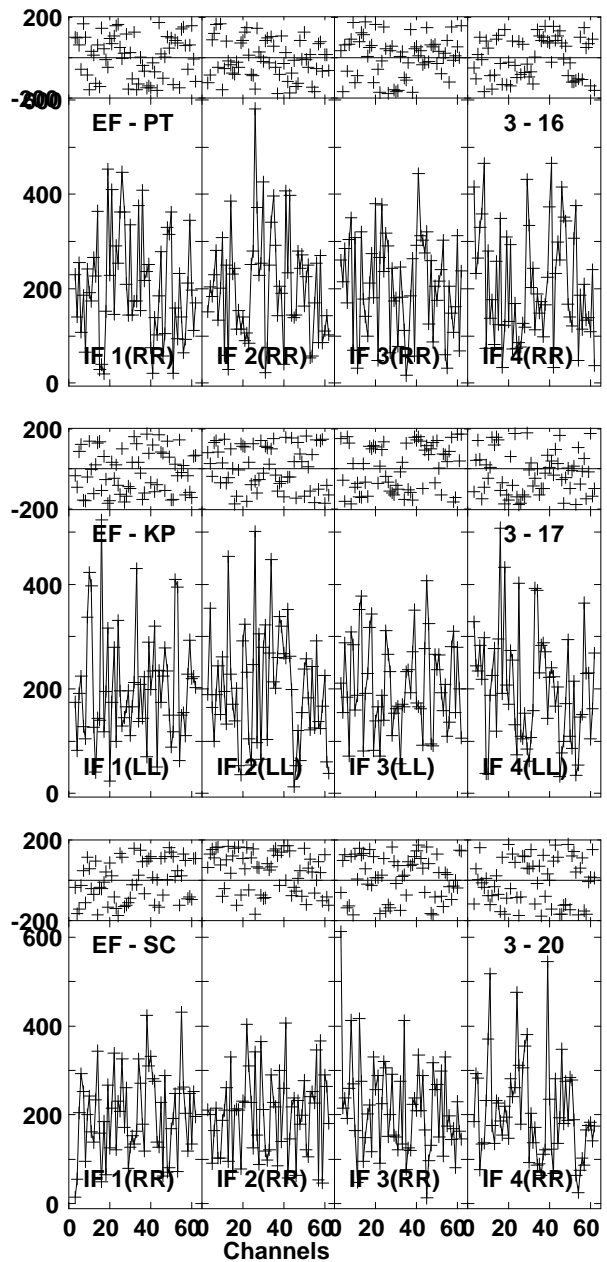 200
-200
600
EF - PT
3 - 16
400
200
IF 1(RR)
IF 2(RR)
IF 3(RR)
IF 4(RR)
0
200
-200
EF - KP
3 - 17
400
200
IF 1(LL)
IF 2(LL)
IF 3(LL)
IF 4(LL)
0
200
-200
600
EF - SC
3 - 20
400
200
IF 1(RR)
IF 2(RR)
IF 3(RR)
IF 4(RR)
0
0 20 40 60 0 20 40 60 20 40 60 0 20 40 60
Channels